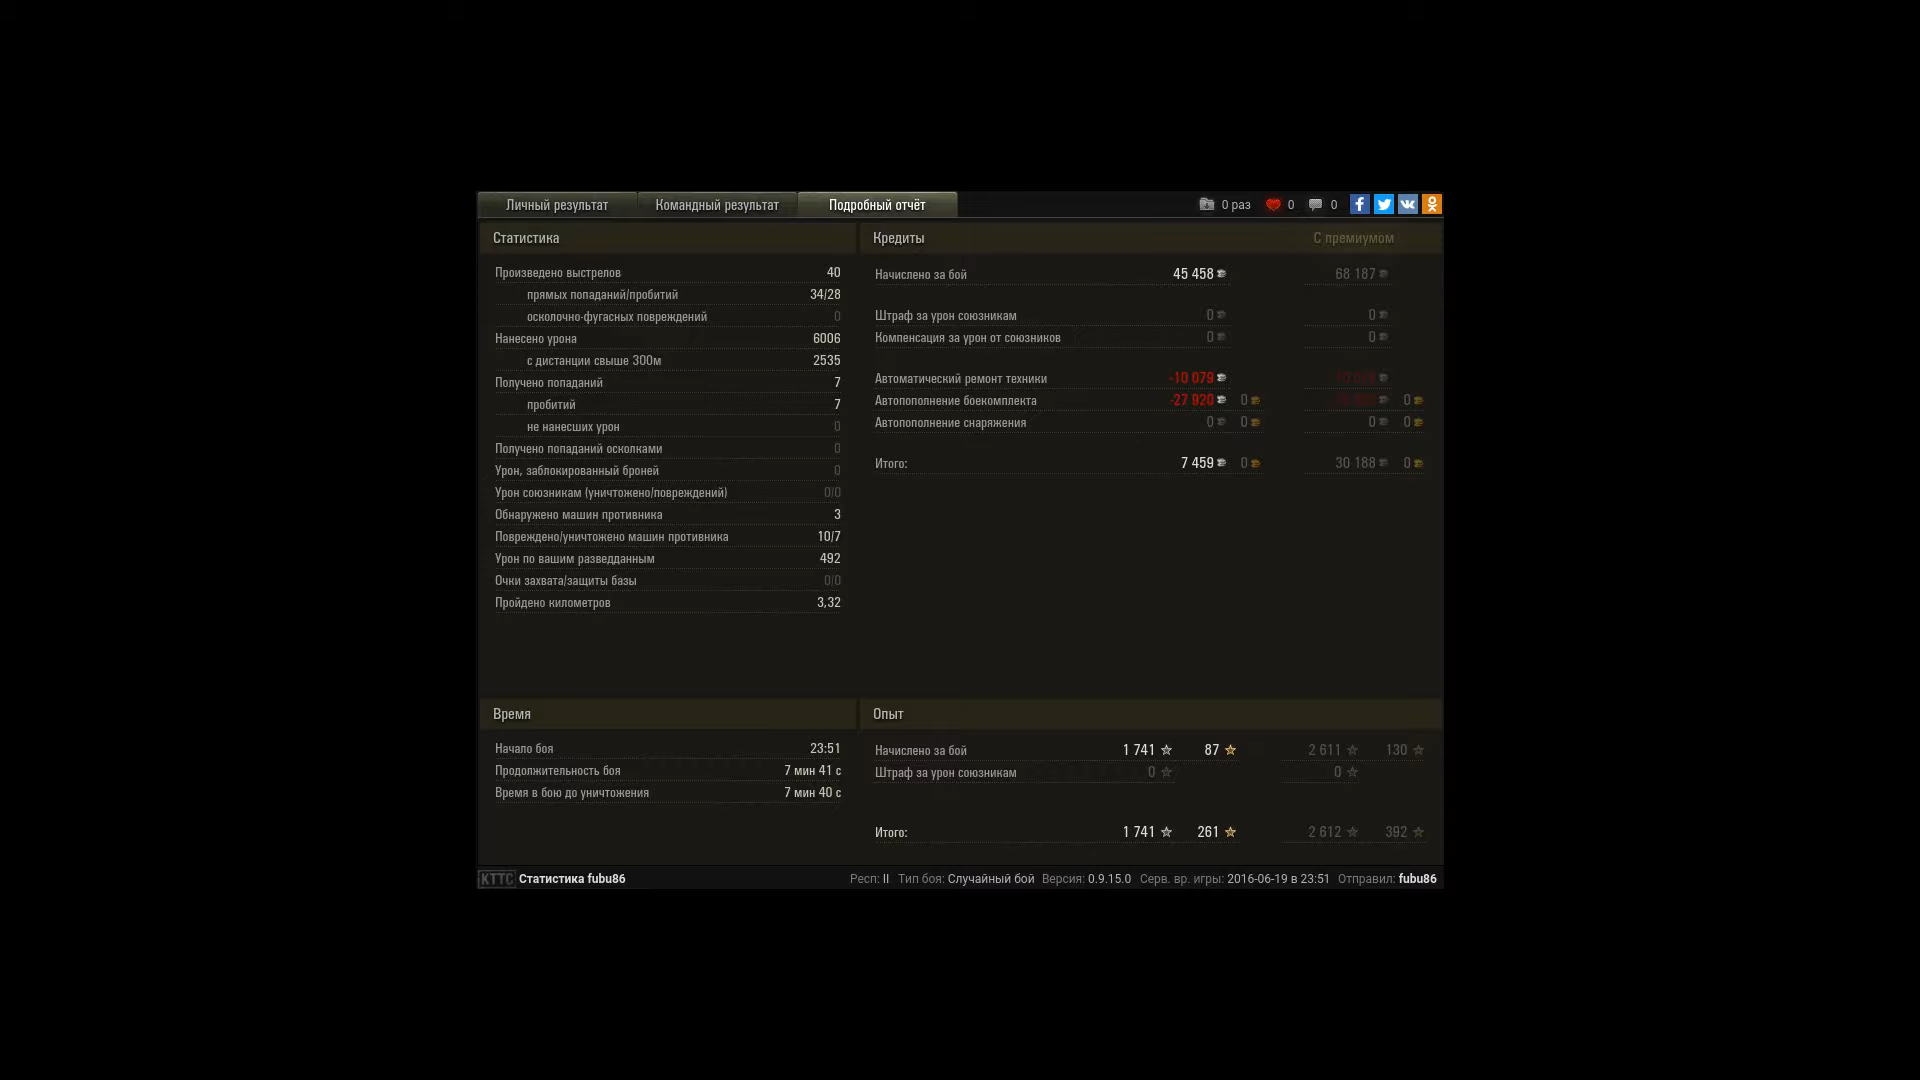 Личный результат Командный результат Подробный отчёт 0 раз 0 0
Статистика
Произведено выстрелов 40
прямых попаданий/пробитий 34/28
осколочно-фугасных повреждений 0
Нанесено урона 6006
с дистанции свыше 300м 2535
Получено попаданий 7
пробитий 7
не нанесших урон 0
Получено попаданий осколками 0
Урон, заблокированный броней 0
Урон союзникам (уничтожено/повреждений) 0/0
Обнаружено машин противника 3
Повреждено/уничтожено машин противника 10/7
Урон по вашим разведданным 492
Очки захвата/защиты базы 0/0
Пройдено километров 3,32
Кредиты С премиумом
Начислено за бой 45 458 68 187
Штраф за урон союзникам 0 0
Компенсация за урон от союзников 0 0
Автоматический ремонт техники -10 079
Автопополнение боекомплекта -27 920 0 0
Автопополнение снаряжения 0 0 0 0
Итого: 7 459 0 30 188 0
Время
Начало боя 23:51
Продолжительность боя 7 мин 41 с
Время в бою до уничтожения 7 мин 40 с
Опыт
Начислено за бой 1 741 87 2 611 130
Штраф за урон союзникам 0 0
Итого: 1 741 261 2 612 392
КТТС Статистика fubu86 Респ: II Тип боя: Случайный бой Версия: 0.9.15.0 Серв. вр. игры: 2016-06-19 в 23:51 Отправил: fubu86